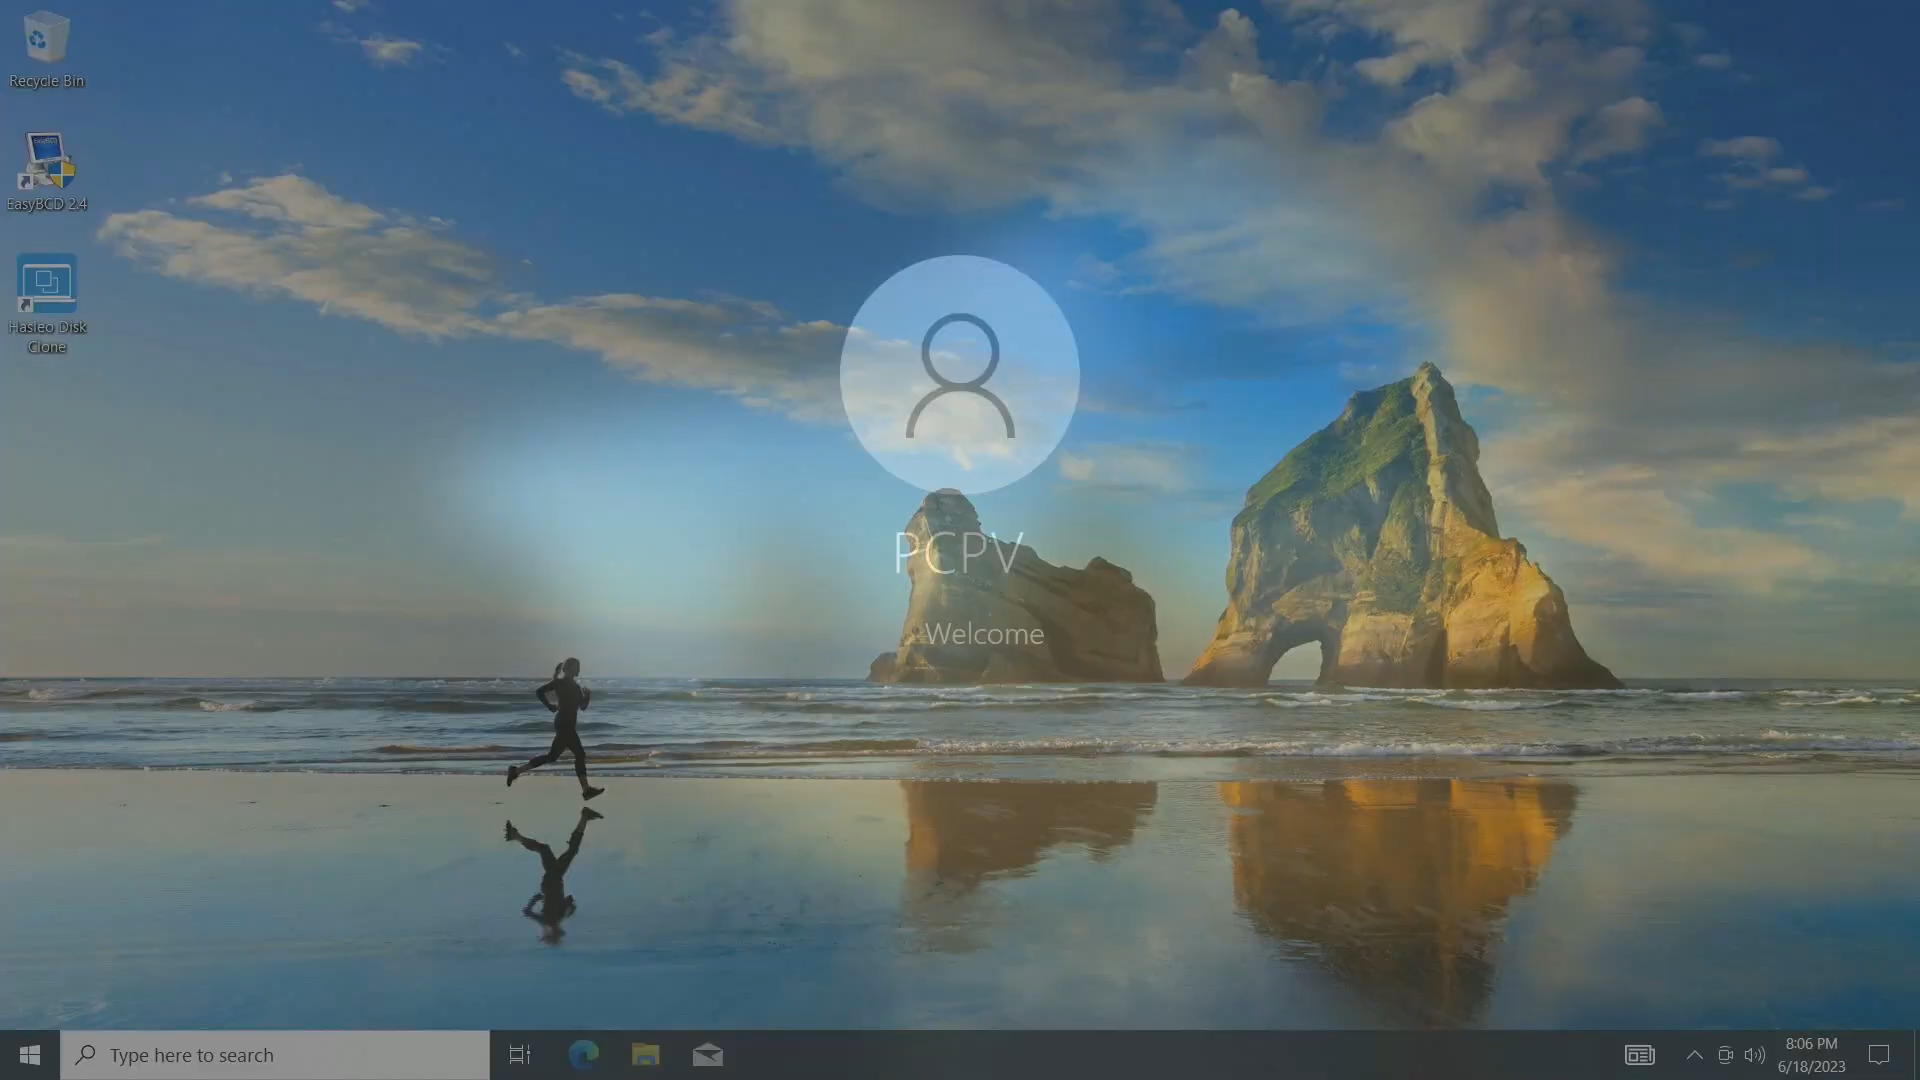 Recycle Bin
EasyBCD 2.4
Hasleo Disk
Clone
PCPV
Welcome
Type here to search
8:06 PM
6/18/2023